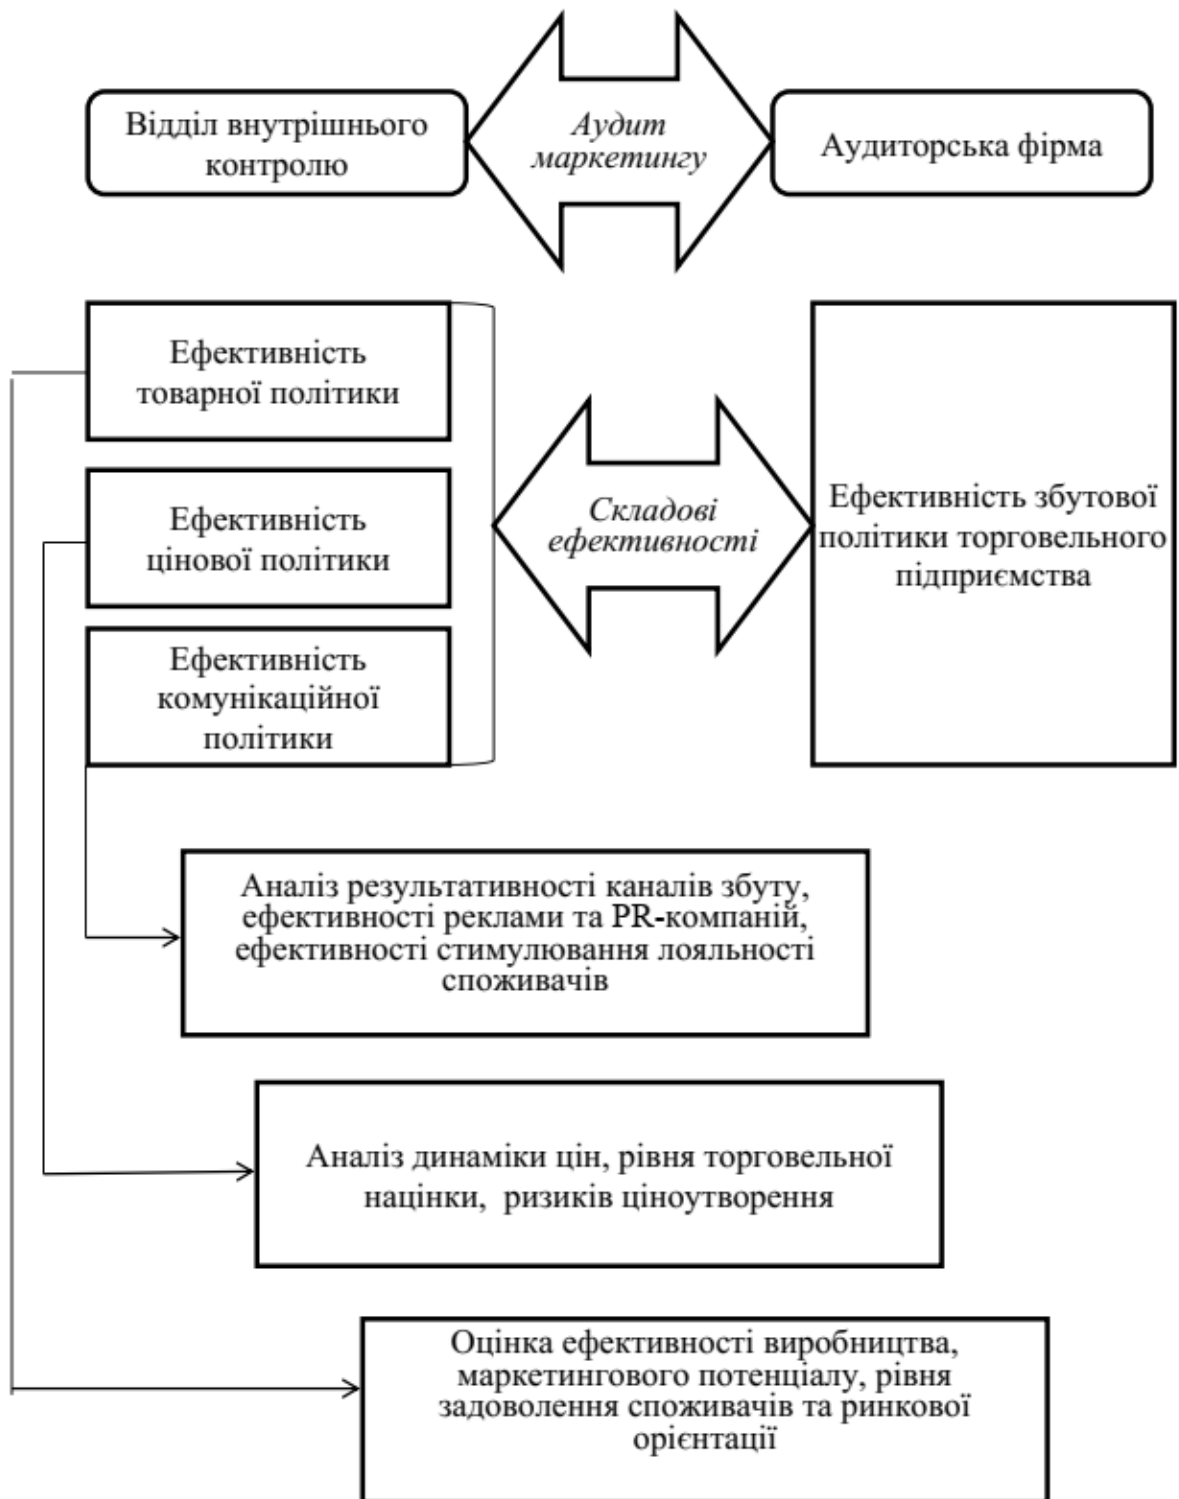 Відділ внутрішнього
контролю
Аудит
маркетингу
Аудиторська фірма
Ефективність
товарної політики
Ефективність
цінової політики
Ефективність
комунікаційної
політики
Складові
ефективності
Ефективність збутової
політики торговельного
підприємства
Аналіз результативності каналів збуту,
ефективності реклами та PR-компаній,
ефективності стимулювання лояльності
споживачів
Аналіз динаміки цін, рівня торговельної
націнки, ризиків ціноутворення
Оцінка ефективності виробництва,
маркетингового потенціалу, рівня
задоволення споживачів та ринкової
орієнтації